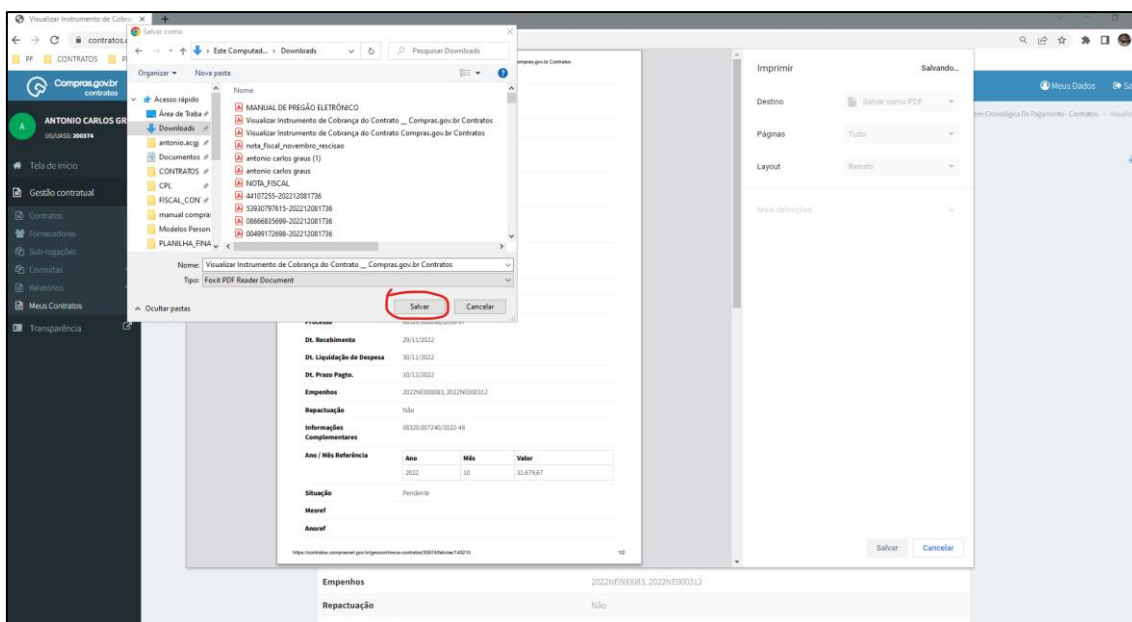 Visualizar Instrumento de Cobra
contratos.c
PF CONTRATOS
Compras.gov.br
contratos
A
ANTONIO CARLOS GR
UG/UASG: 200374
Tela de início
Gestão contratual
Contratos
Fornecedores
Sub-rogações
Consultas
Relatórios
Meus Contratos
Transparência
Salvar como
Este Computad... › Downloads
Pesquisar Downloads
Organizar
Nova pasta
Acesso rápido
Área de Traba
Downloads
antonio.acgj
Documentos
CONTRATOS
CPL
FISCAL_CON
manual compra
Modelos Person
PLANILHA_FINA
Nome
MANUAL DE PREGÃO ELETRÔNICO
Visualizar Instrumento de Cobrança do Contrato __ Compras.gov.br Contratos
Visualizar Instrumento de Cobrança do Contrato Compras.gov.br Contratos
nota_fiscal_novembro_rescisao
antonio carlos graus (1)
antonio carlos graus
NOTA_FISCAL
44107255-202212081736
53930797615-202212081736
08666835699-202212081736
00499172698-202212081736
Nome: Visualizar Instrumento de Cobrança do Contrato __ Compras.gov.br Contratos
Tipo: Foxit PDF Reader Document
Ocultar pastas
Salvar
Cancelar
Processo
Dt. Recebimento 29/11/2022
Dt. Liquidação de Despesa 30/11/2022
Dt. Prazo Pagto. 10/12/2022
Empenhos 2022NE000083, 2022NE000312
Repactuação Não
Informações
Complementares
08320.007240/2022-48
Ano / Mês Referência
Ano Mês Valor
2022 10 31.679,67
Situação Pendente
Mesref
Anoref
1/2
Imprimir
Salvando...
Destino
Salvar como PDF
Páginas
Tudo
Layout
Retrato
Mais definições
Salvar
Cancelar
Meus Dados
Sa
Empenhos 2022NE000083, 2022NE000312
Repactuação Não